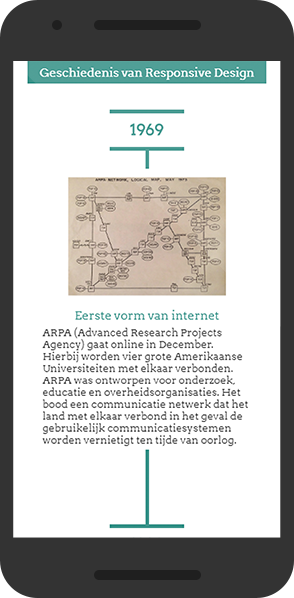 Geschiedenis van Responsive Design
1969
ARPA NETWORK, LOGICAL MAP, MAY 1973
Eerste vorm van internet
ARPA (Advanced Research Projects
Agency) gaat online in December.
Hierbij worden vier grote Amerikaanse
Universiteiten met elkaar verbonden.
ARPA was ontworpen voor onderzoek,
educatie en overheidsorganisaties. Het
bood een communicatie netwerk dat het
land met elkaar verbond in het geval de
gebruikelijk communicatiesystemen
worden vernietigt ten tijde van oorlog.